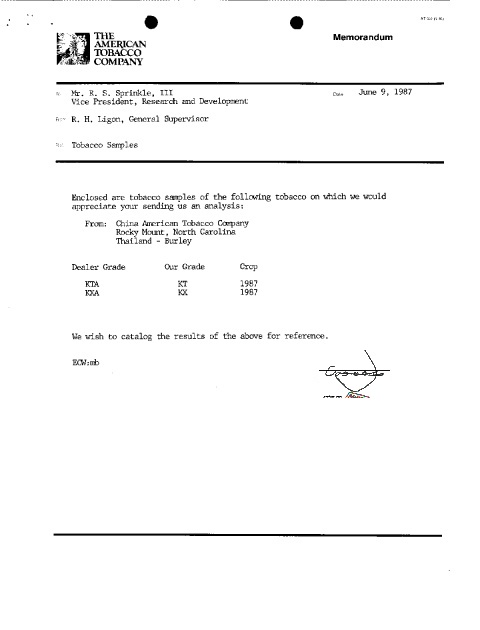 THE
AMERICAN
TOBACCO
COMPANY
Memorandum
To Mr. R. S. Sprinkle, III
Vice President, Research and Development
Date June 9, 1987
From R. H. Ligon, General Supervisor
Tobacco Samples
Enclosed are tobacco samples of the following tobacco on which we would
appreciate your sending us an analysis:
From: China American Tobacco Company
Rocky Mount, North Carolina
Thailand - Burley
Dealer Grade Our Grade Crop
KTA KT 1987
KXA KX 1987
We wish to catalog the results of the above for reference.
ECW:mb